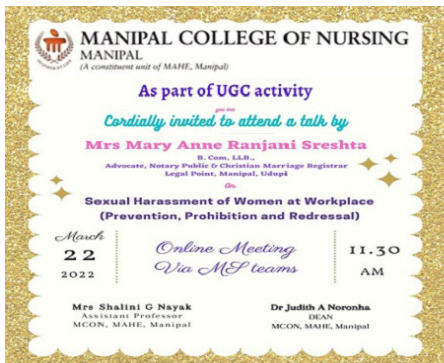 MANIPAL COLLEGE OF NURSING
MANIPAL
(A constituent unit of MAHE, Manipal)
As part of UGC activity
you are
Cordially invited to attend a talk by
Mrs Mary Anne Ranjani Sreshta
B. Com, LLB.,
Advocate, Notary Public & Christian Marriage Registrar
Legal Point, Manipal, Udupi
On
Sexual Harassment of Women at Workplace
(Prevention, Prohibition and Redressal)
March
22
2022
Online Meeting
Via MS teams
11.30
AM
Mrs Shalini G Nayak
Assistant Professor
MCON, MAHE, Manipal
Dr Judith A Noronha
DEAN
MCON, MAHE, Manipal